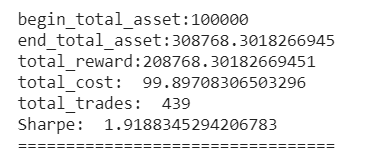 begin_total_asset:100000
end_total_asset:308768.3018266945
total_reward:208768.30182669451
total_cost:  99.89708306503296
total_trades:  439
Sharpe:  1.9188345294206783
=================================